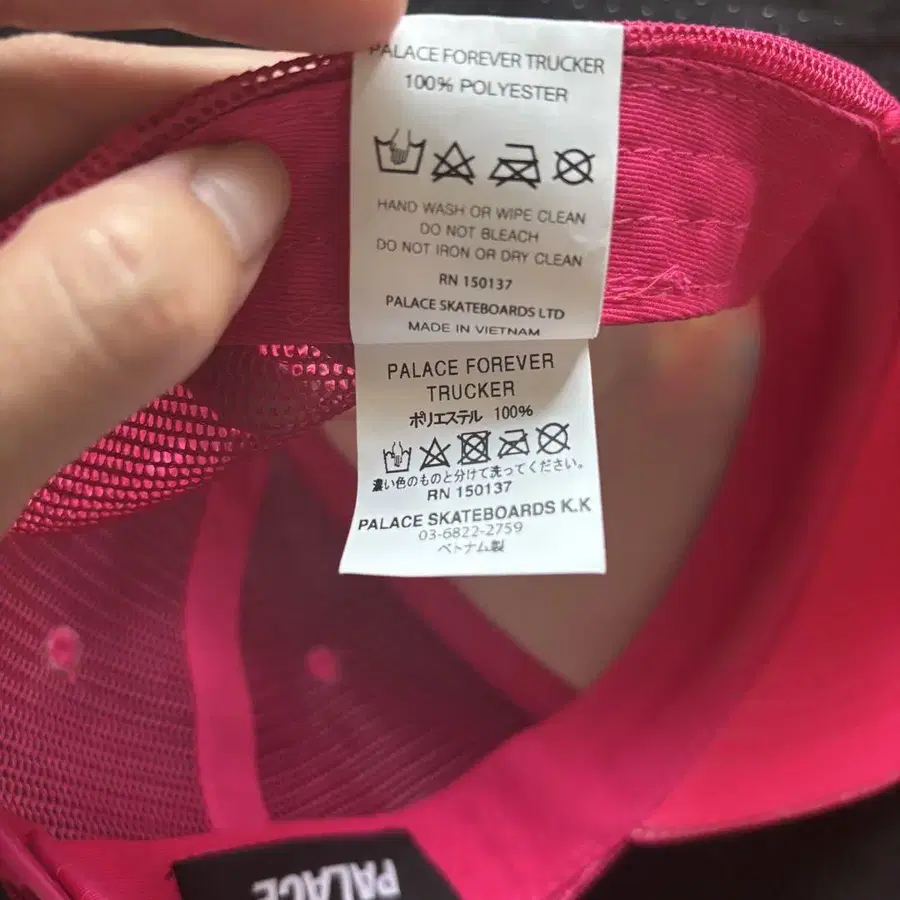 PALACE FOREVER TRUCKER
100% POLYESTER
HAND WASH OR WIPE CLEAN
DO NOT BLEACH
DO NOT IRON OR DRY CLEAN
RN 150137
PALACE SKATEBOARDS LTD
MADE IN VIETNAM
PALACE FOREVER
TRUCKER
ポリエステル 100%
濃い色のものと分けて洗ってください。
RN 150137
PALACE SKATEBOARDS K.K
03-6822-2759
ベトナム製
PALACE